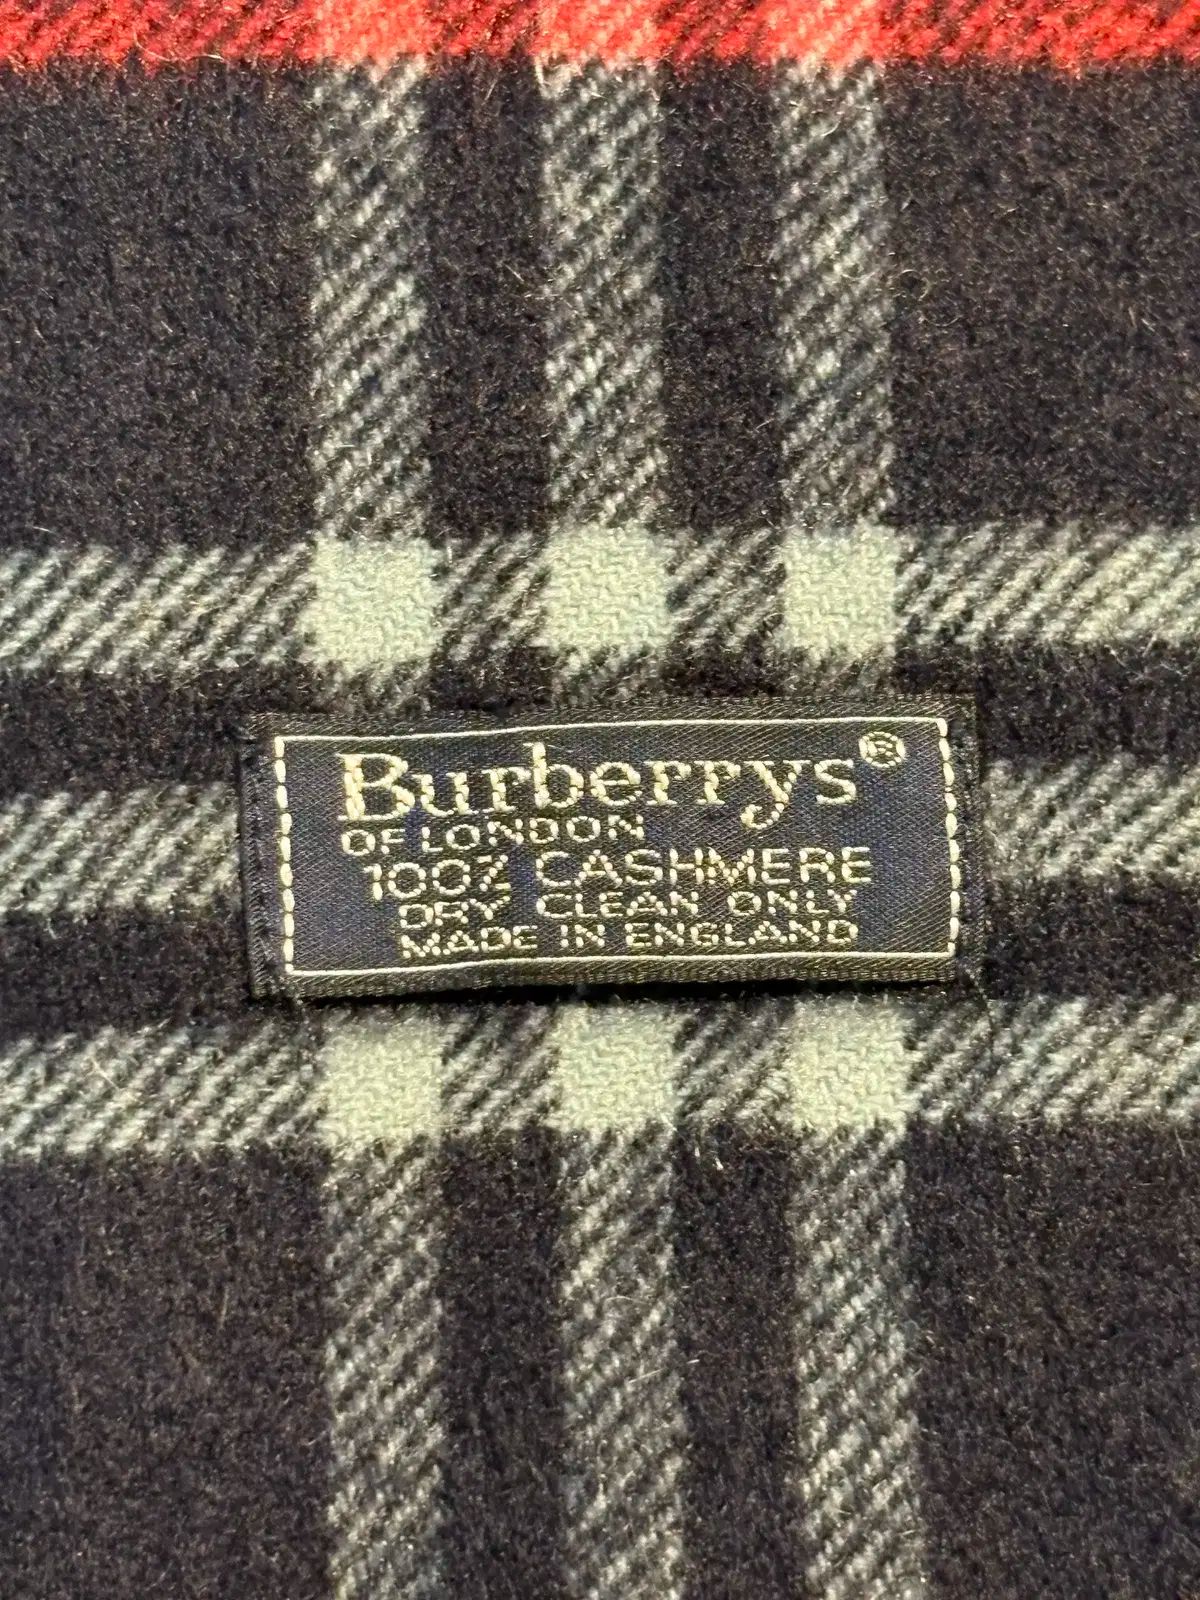 Burberrys®
OF LONDON
100% CASHMERE
DRY CLEAN ONLY
MADE IN ENGLAND